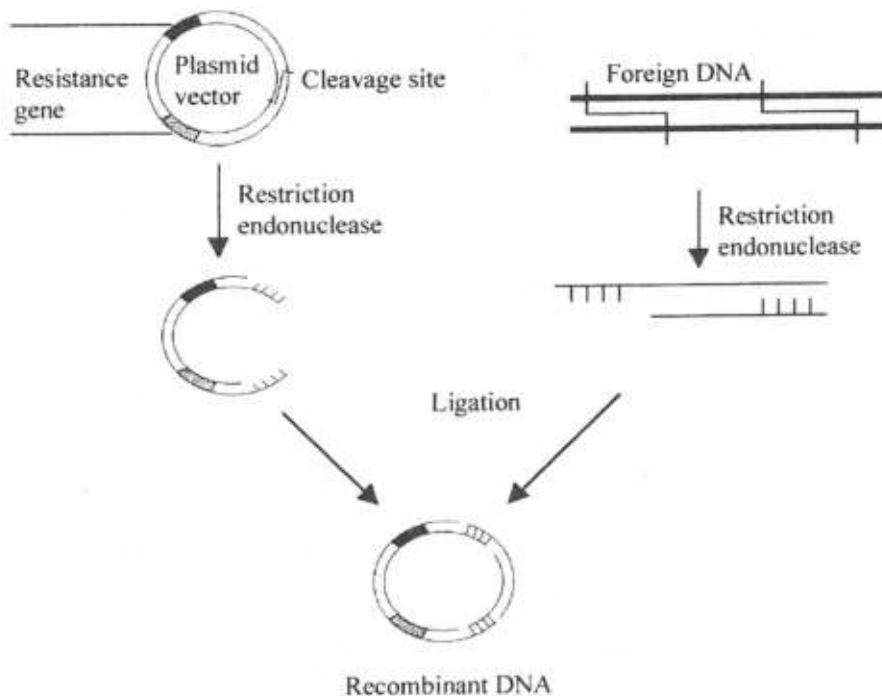 Resistance
gene
Plasmid
vector
Cleavage site
Foreign DNA
Restriction
endonuclease
Restriction
endonuclease
Ligation
Recombinant DNA